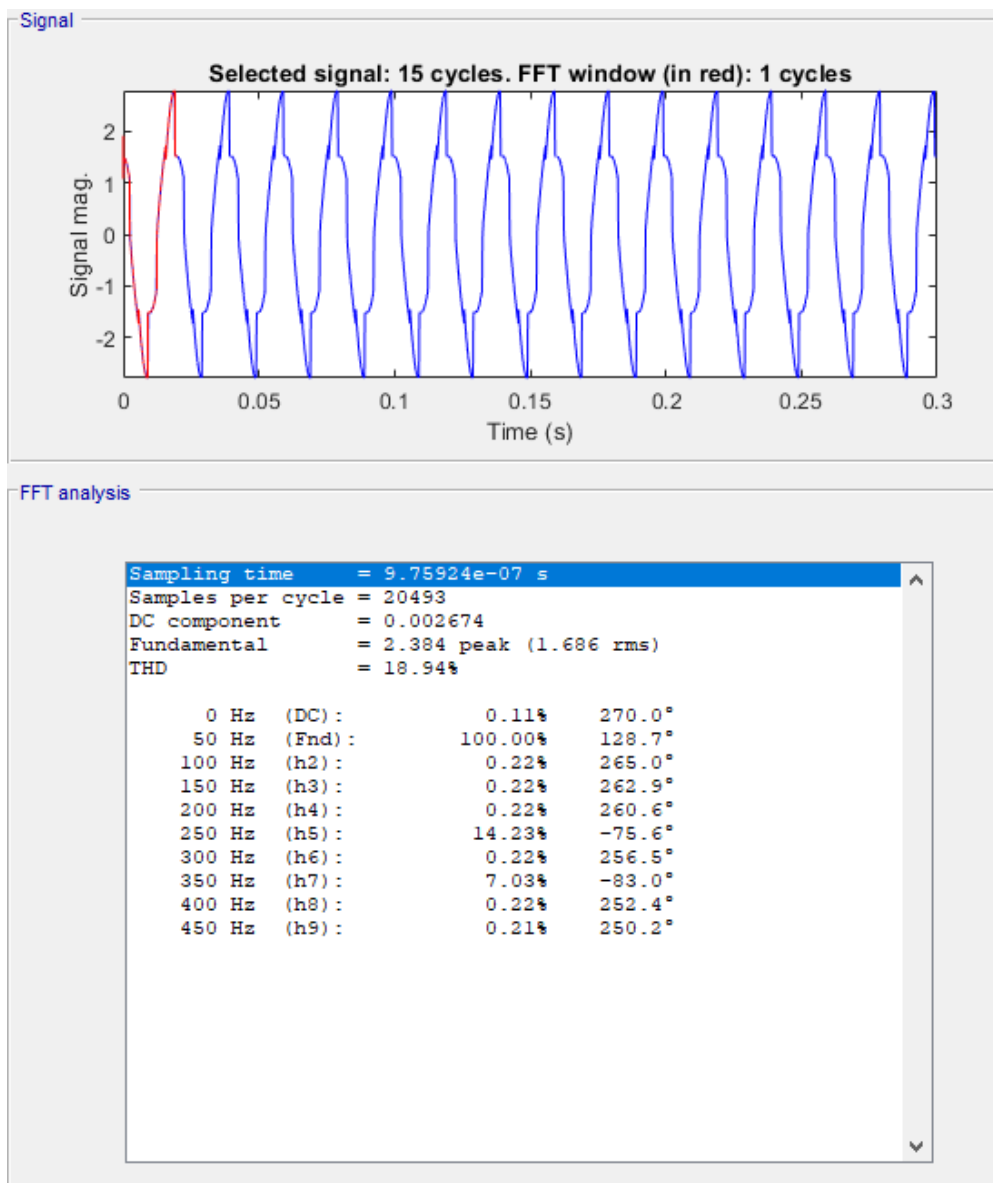 Signal
Selected signal: 15 cycles. FFT window (in red): 1 cycles
Signal mag.
2
1
0
-1
-2
0 0.05 0.1 0.15 0.2 0.25 0.3
Time (s)
FFT analysis
Sampling time = 9.75924e-07 s
Samples per cycle = 20493
DC component = 0.002674
Fundamental = 2.384 peak (1.686 rms)
THD = 18.94%
0 Hz (DC): 0.11% 270.0°
50 Hz (Fnd): 100.00% 128.7°
100 Hz (h2): 0.22% 265.0°
150 Hz (h3): 0.22% 262.9°
200 Hz (h4): 0.22% 260.6°
250 Hz (h5): 14.23% -75.6°
300 Hz (h6): 0.22% 256.5°
350 Hz (h7): 7.03% -83.0°
400 Hz (h8): 0.22% 252.4°
450 Hz (h9): 0.21% 250.2°